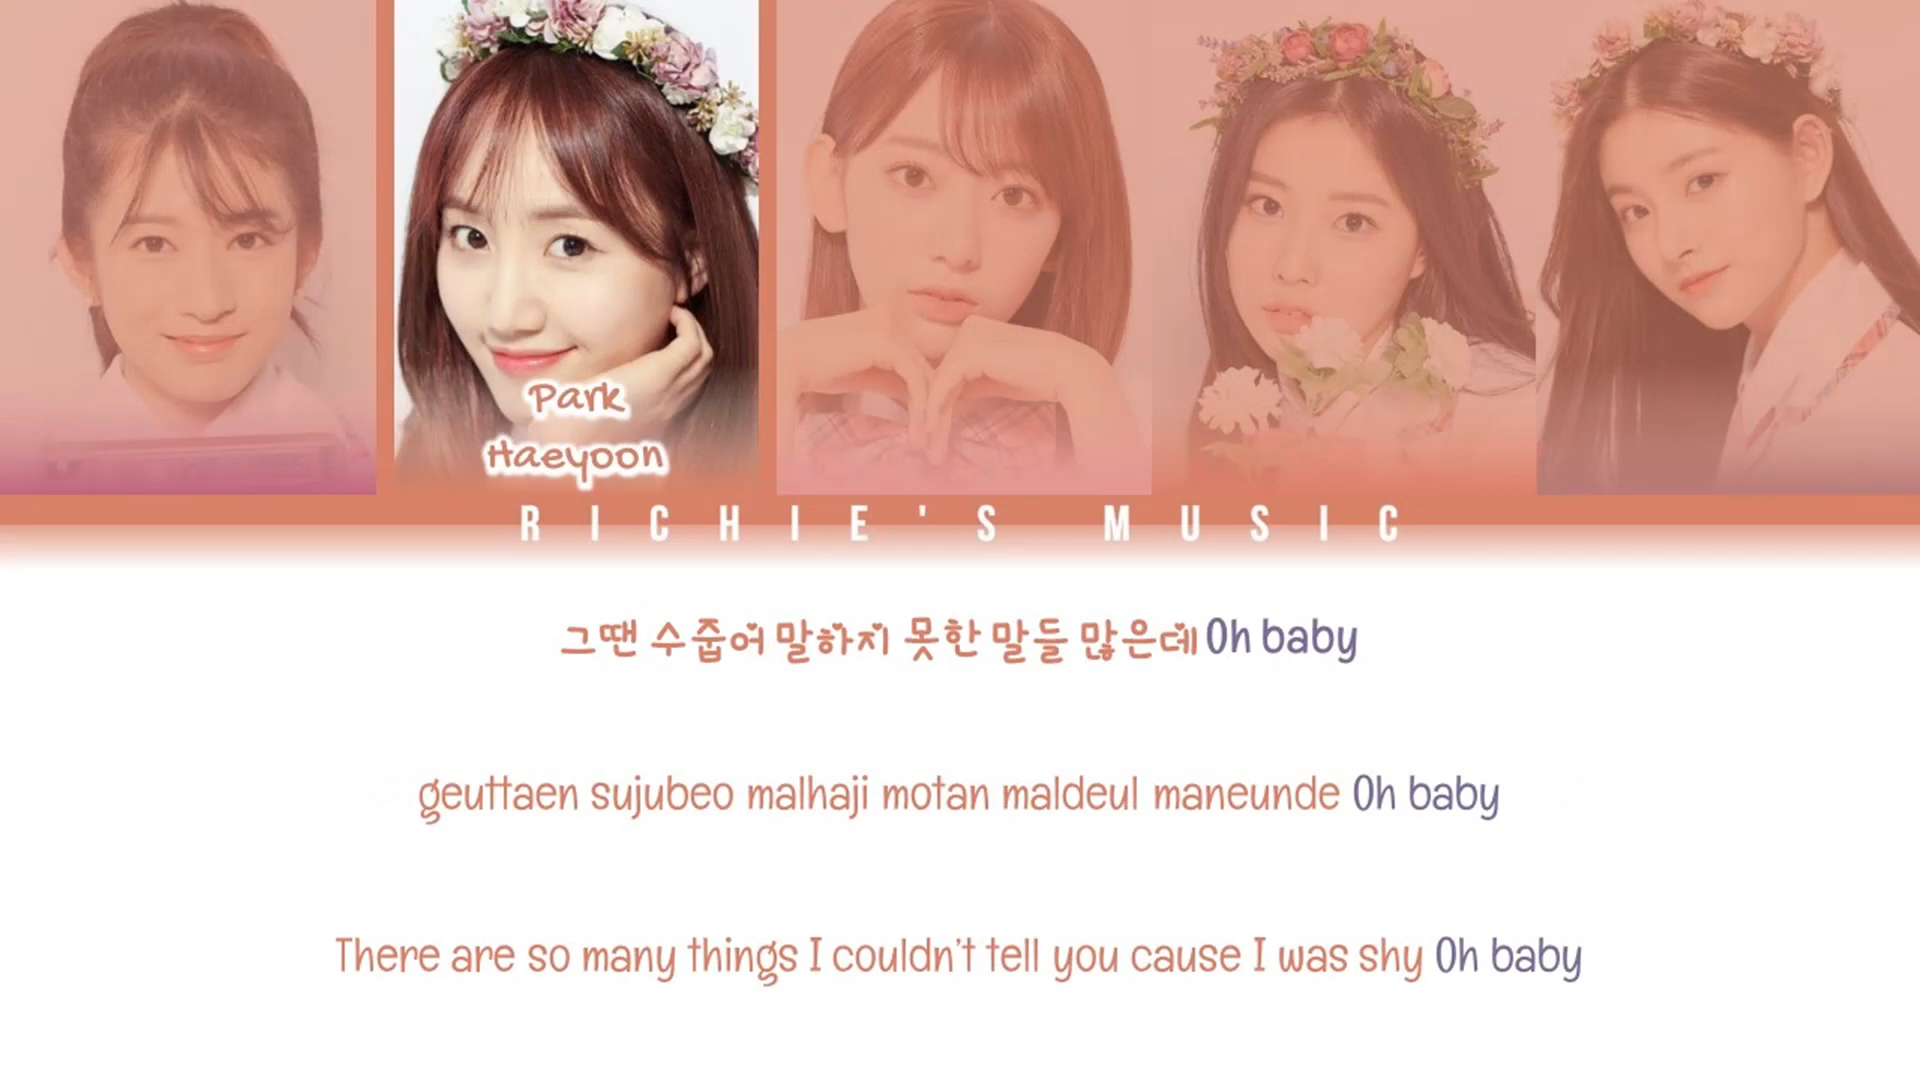 Park
Haeyoon
RICHIE'S MUSIC
그땐 수줍어 말하지 못한 말들 많은데 Oh baby
geuttaen sujubeo malhaji motan maldeul maneunde Oh baby
There are so many things I couldn't tell you cause I was shy Oh baby